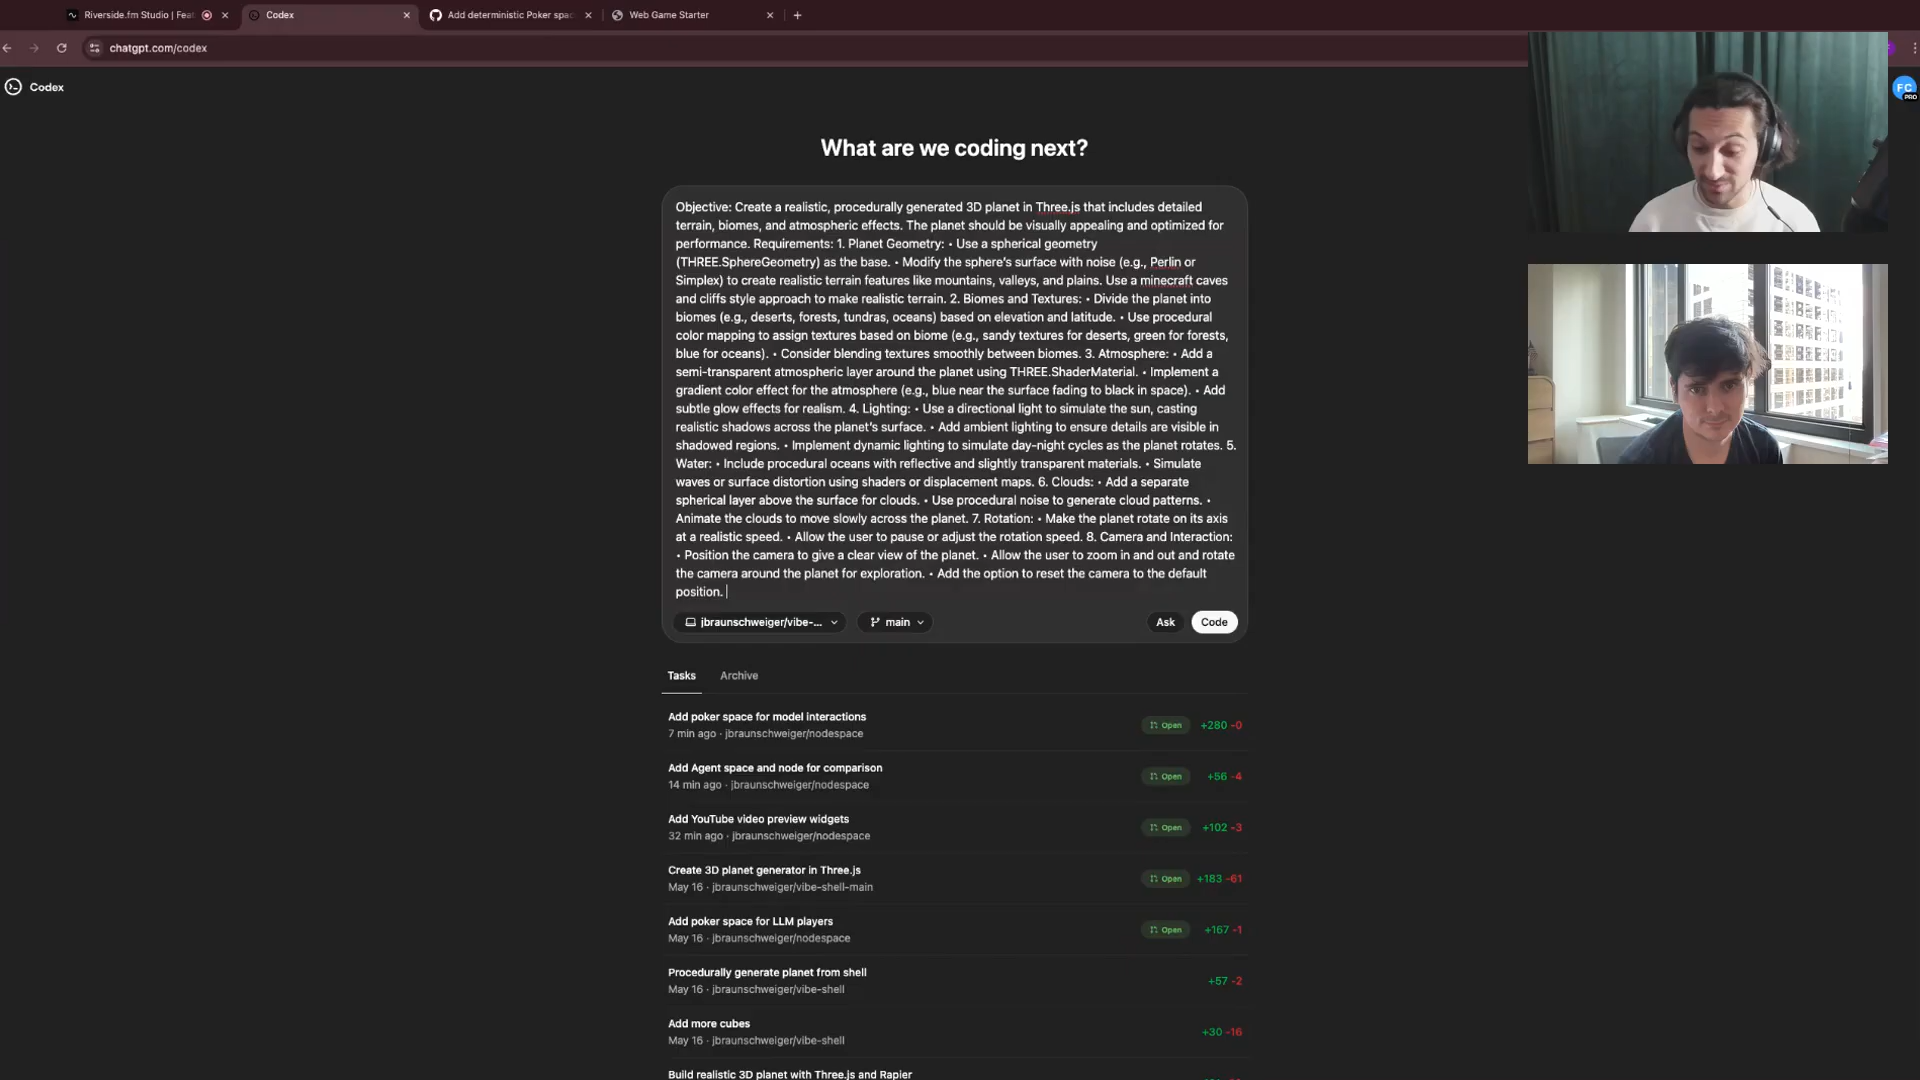 Riverside.fm Studio | Feat
Codex
Add deterministic Poker spac
Web Game Starter
chatgpt.com/codex
Codex
FC
PRO
What are we coding next?
Objective: Create a realistic, procedurally generated 3D planet in Three.js that includes detailed
terrain, biomes, and atmospheric effects. The planet should be visually appealing and optimized for
performance. Requirements: 1. Planet Geometry: • Use a spherical geometry
(THREE.SphereGeometry) as the base. • Modify the sphere's surface with noise (e.g., Perlin or
Simplex) to create realistic terrain features like mountains, valleys, and plains. Use a minecraft caves
and cliffs style approach to make realistic terrain. 2. Biomes and Textures: • Divide the planet into
biomes (e.g., deserts, forests, tundras, oceans) based on elevation and latitude. • Use procedural
color mapping to assign textures based on biome (e.g., sandy textures for deserts, green for forests,
blue for oceans). • Consider blending textures smoothly between biomes. 3. Atmosphere: • Add a
semi-transparent atmospheric layer around the planet using THREE.ShaderMaterial. • Implement a
gradient color effect for the atmosphere (e.g., blue near the surface fading to black in space). • Add
subtle glow effects for realism. 4. Lighting: • Use a directional light to simulate the sun, casting
realistic shadows across the planet's surface. • Add ambient lighting to ensure details are visible in
shadowed regions. • Implement dynamic lighting to simulate day-night cycles as the planet rotates. 5.
Water: • Include procedural oceans with reflective and slightly transparent materials. • Simulate
waves or surface distortion using shaders or displacement maps. 6. Clouds: • Add a separate
spherical layer above the surface for clouds. • Use procedural noise to generate cloud patterns. •
Animate the clouds to move slowly across the planet. 7. Rotation: • Make the planet rotate on its axis
at a realistic speed. • Allow the user to pause or adjust the rotation speed. 8. Camera and Interaction:
• Position the camera to give a clear view of the planet. • Allow the user to zoom in and out and rotate
the camera around the planet for exploration. • Add the option to reset the camera to the default
position.
jbraunschweiger/vibe-... main Ask Code
Tasks Archive
Add poker space for model interactions
7 min ago · jbraunschweiger/nodespace
Open +280 -0
Add Agent space and node for comparison
14 min ago · jbraunschweiger/nodespace
Open +56 -4
Add YouTube video preview widgets
32 min ago · jbraunschweiger/nodespace
Open +102 -3
Create 3D planet generator in Three.js
May 16 · jbraunschweiger/vibe-shell-main
Open +183 -61
Add poker space for LLM players
May 16 · jbraunschweiger/nodespace
Open +167 -1
Procedurally generate planet from shell
May 16 · jbraunschweiger/vibe-shell
+57 -2
Add more cubes
May 16 · jbraunschweiger/vibe-shell
+30 -16
Build realistic 3D planet with Three.js and Rapier